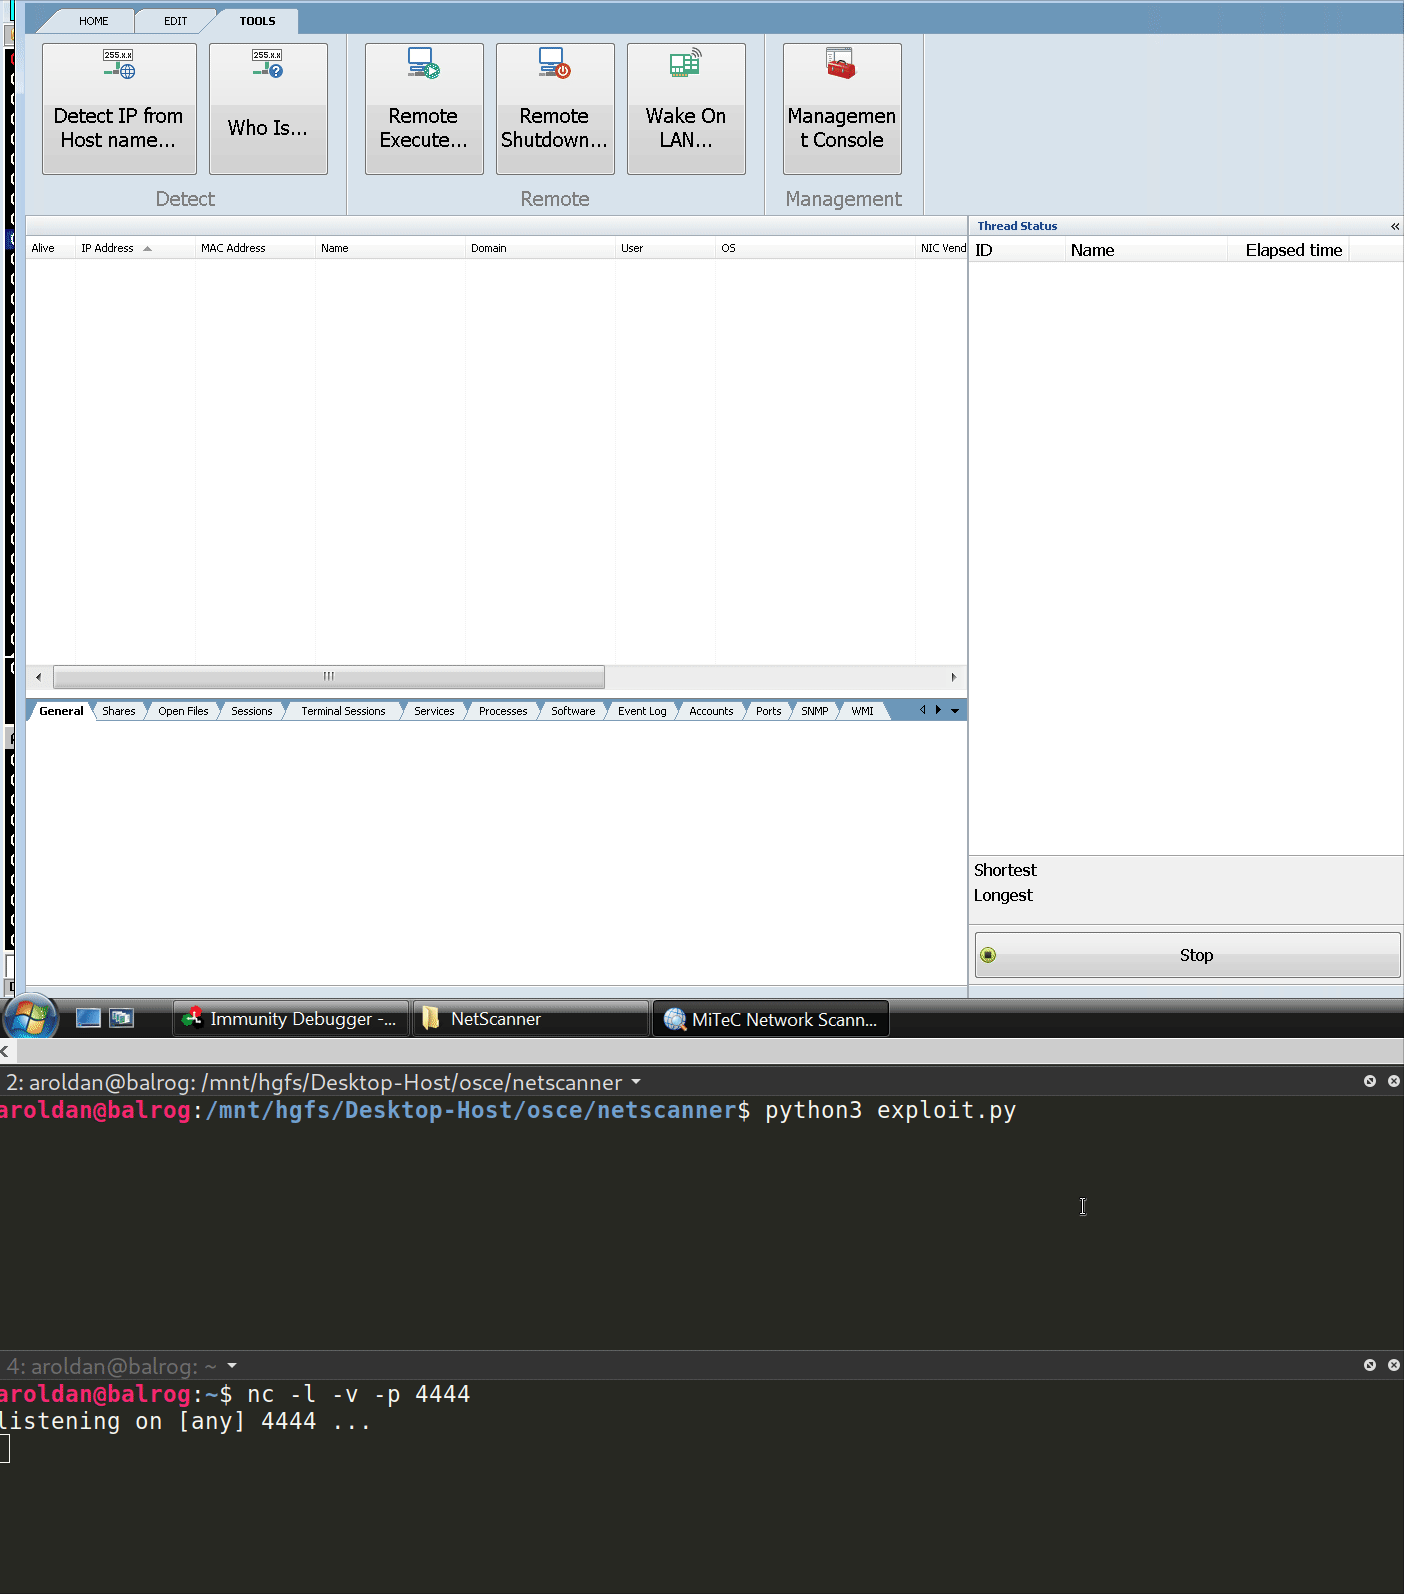 HOME EDIT TOOLS
255.x.x 255.x.x
Detect IP from Host name... Who Is... Remote Execute... Remote Shutdown... Wake On LAN... Managemen
t Console
Detect Remote Management
Thread Status «
Alive IP Address MAC Address Name Domain User OS NIC Vend
ID Name Elapsed time
General Shares Open Files Sessions Terminal Sessions Services Processes Software Event Log Accounts Ports SNMP WMI
Shortest
Longest
Stop
Immunity Debugger -... NetScanner MiTeC Network Scann...
2: aroldan@balrog: /mnt/hgfs/Desktop-Host/osce/netscanner
aroldan@balrog:/mnt/hgfs/Desktop-Host/osce/netscanner$ python3 exploit.py
4: aroldan@balrog: ~
aroldan@balrog:~$ nc -l -v -p 4444
listening on [any] 4444 ...